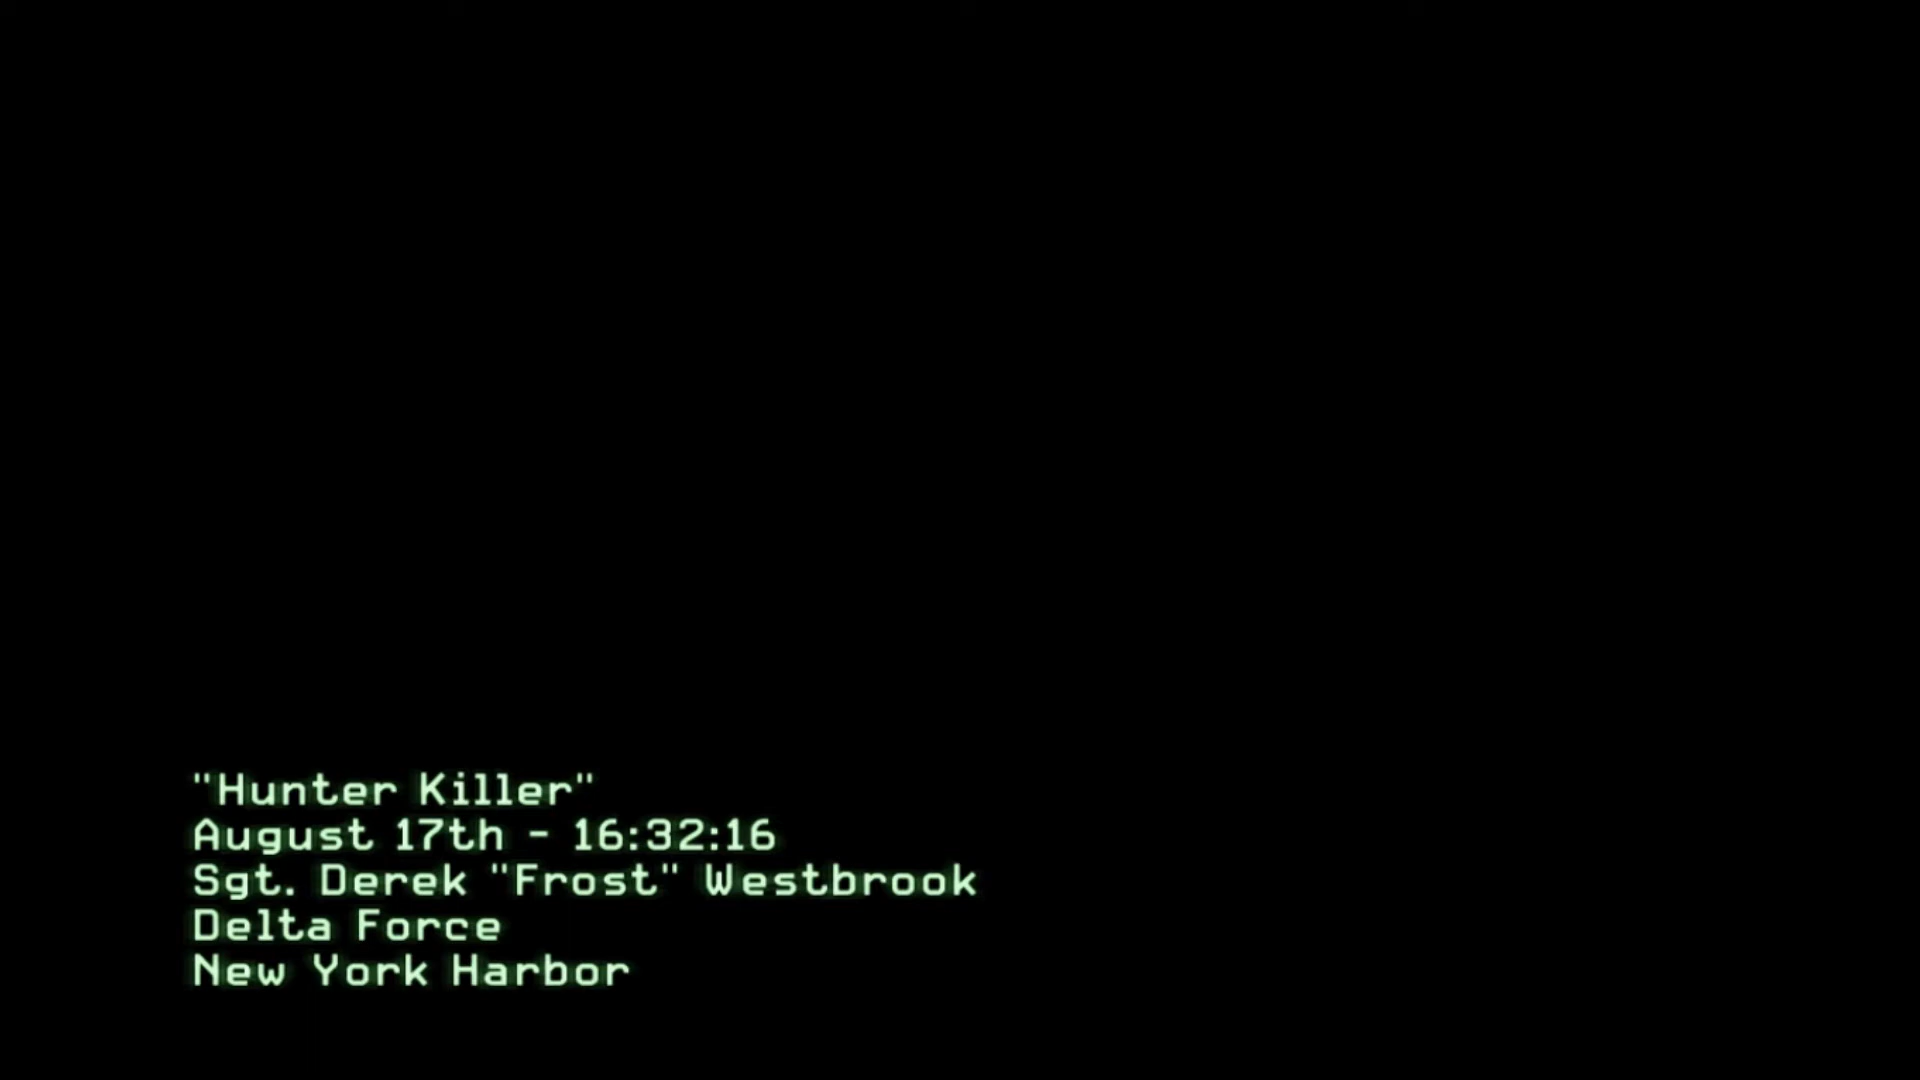 "Hunter Killer"
August 17th - 16:32:16
Sgt. Derek "Frost" Westbrook
Delta Force
New York Harbor